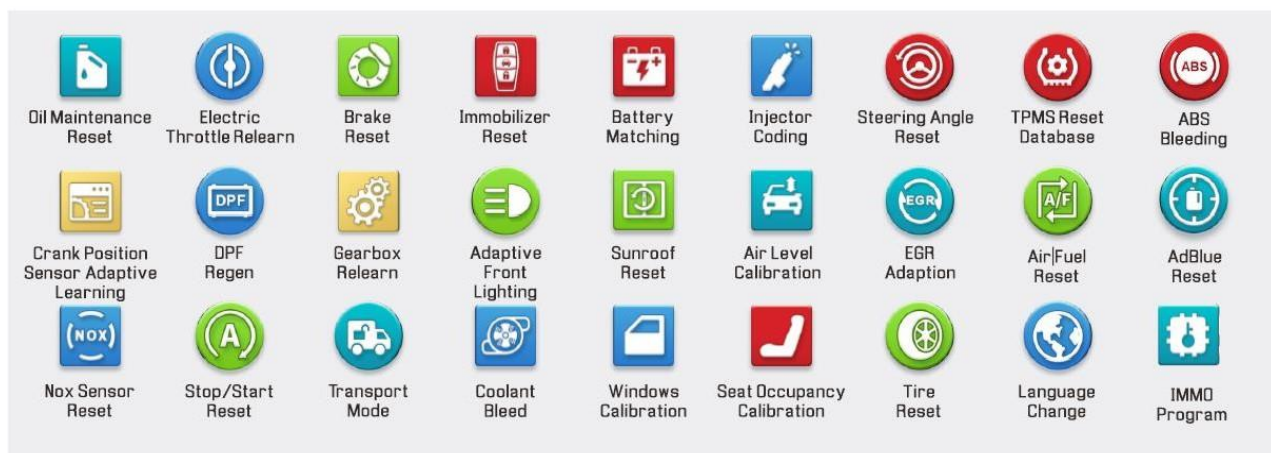 Oil Maintenance
Reset
Electric
Throttle Relearn
Brake
Reset
Immobilizer
Reset
Battery
Matching
Injector
Coding
Steering Angle
Reset
TPMS Reset
Database
ABS
ABS
Bleeding
Crank Position
Sensor Adaptive
Learning
DPF
DPF
Regen
Gearbox
Relearn
Adaptive
Front
Lighting
Sunroof
Reset
Air Level
Calibration
EGR
EGR
Adaption
A/F
Air|Fuel
Reset
AdBlue
Reset
(NOX)
Nox Sensor
Reset
A
Stop/Start
Reset
Transport
Mode
Coolant
Bleed
Windows
Calibration
Seat Occupancy
Calibration
Tire
Reset
Language
Change
IMMO
Program